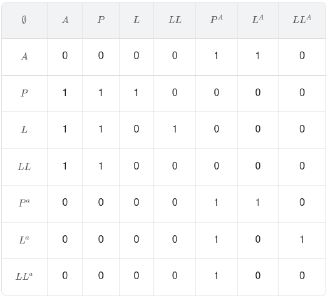 ∅ A P L LL P^A L^A LL^A
A 0 0 0 0 1 1 0
P 1 1 1 0 0 0 0
L 1 1 0 1 0 0 0
LL 1 1 0 0 0 0 0
P^a 0 0 0 0 1 1 0
L^a 0 0 0 0 1 0 1
LL^a 0 0 0 0 1 0 0